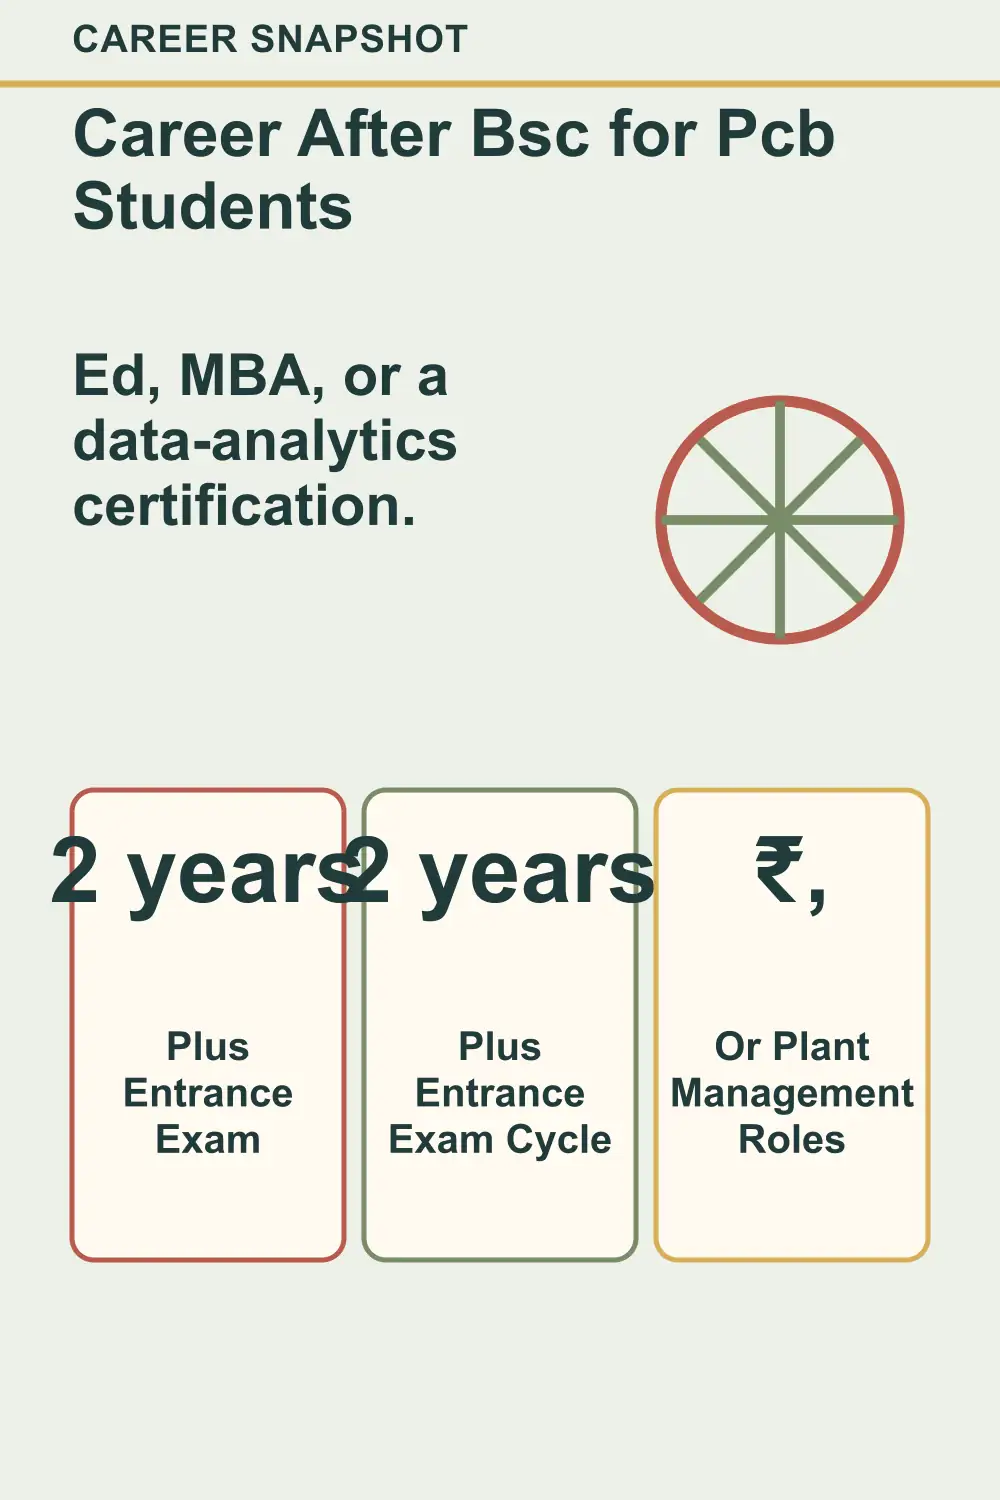 CAREER SNAPSHOT
Career After Bsc for Pcb
Students
Ed, MBA, or a
data-analytics
certification.
2 years
Plus
Entrance
Exam
2 years
Plus
Entrance
Exam Cycle
₹,
Or Plant
Management
Roles